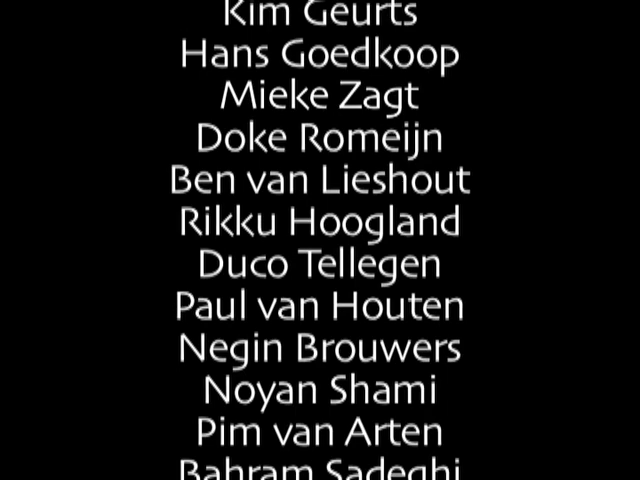 Kim Geurts
Hans Goedkoop
Mieke Zagt
Doke Romeijn
Ben van Lieshout
Rikku Hoogland
Duco Tellegen
Paul van Houten
Negin Brouwers
Noyan Shami
Pim van Arten
Bahram Sadeghi